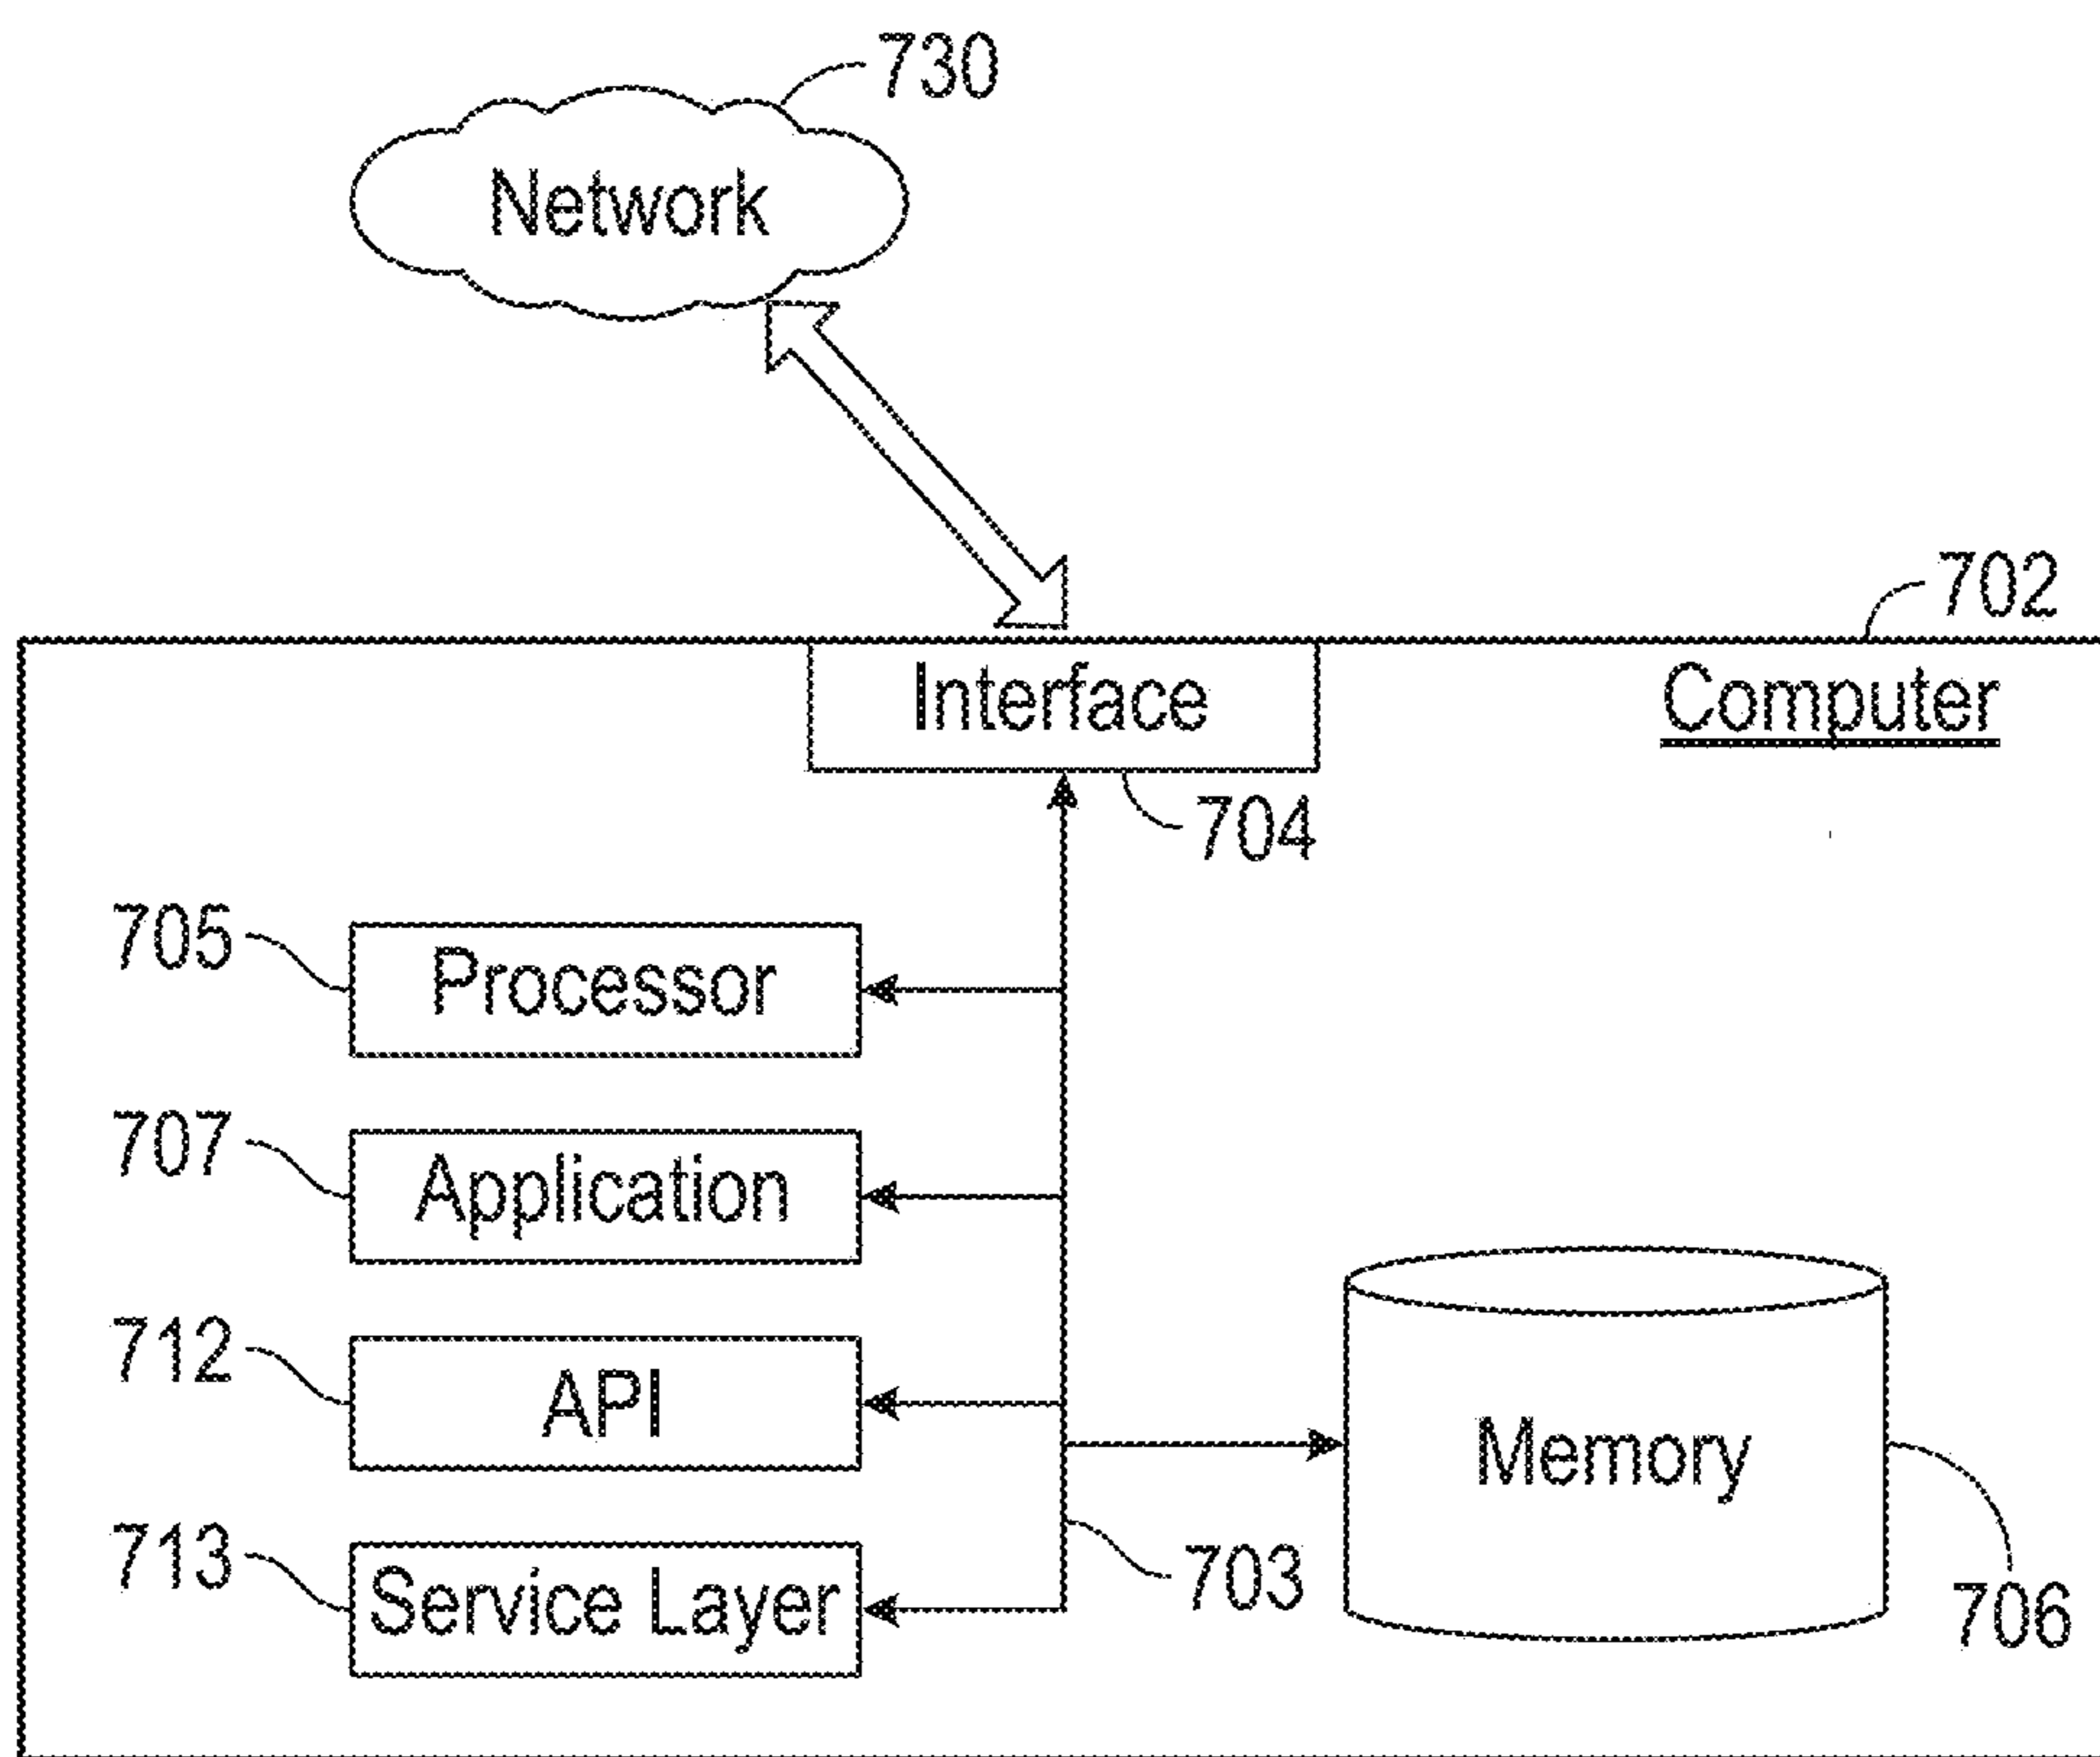 730
Network
702
Interface
Computer
704
705
Processor
707
Application
712
API
Memory
713
Service Layer
703
706